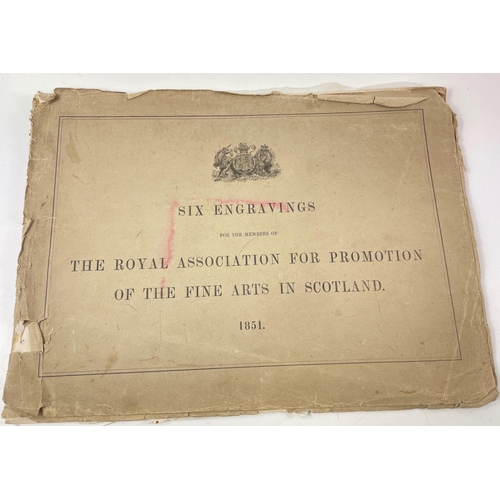 SIX ENGRAVINGS
FOR THE MEMBERS OF
THE ROYAL ASSOCIATION FOR PROMOTION
OF THE FINE ARTS IN SCOTLAND.
1851.